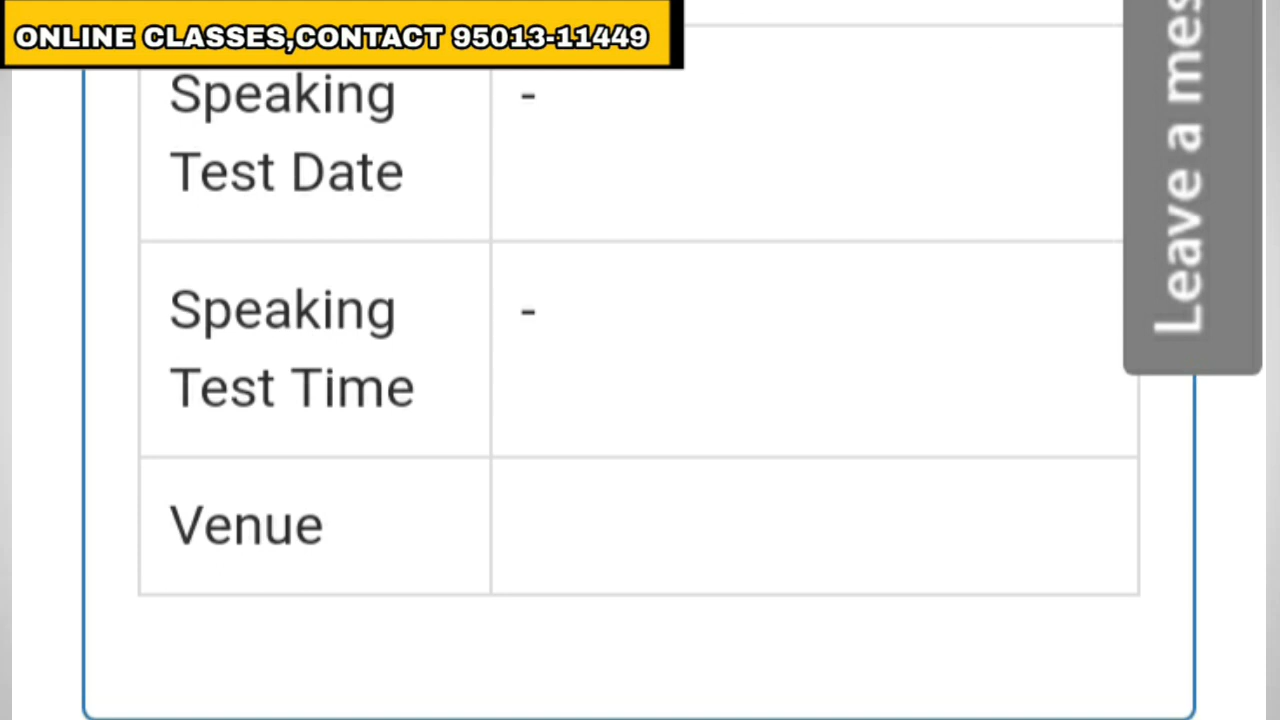 ONLINE CLASSES,CONTACT 95013-11449
Speaking
Test Date
-
Speaking
Test Time
-
Venue
Leave a mes